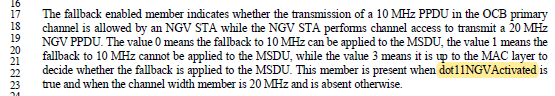 16
17 The fallback enabled member indicates whether the transmission of a 10 MHz PPDU in the OCB primary
18 channel is allowed by an NGV STA while the NGV STA performs channel access to transmit a 20 MHz
19 NGV PPDU. The value 0 means the fallback to 10 MHz can be applied to the MSDU, the value 1 means the
20 fallback to 10 MHz cannot be applied to the MSDU, while the value 3 means it is up to the MAC layer to
21 decide whether the fallback is applied to the MSDU. This member is present when dot11NGVActivated is
22 true and when the channel width member is 20 MHz and is absent otherwise.
23
24